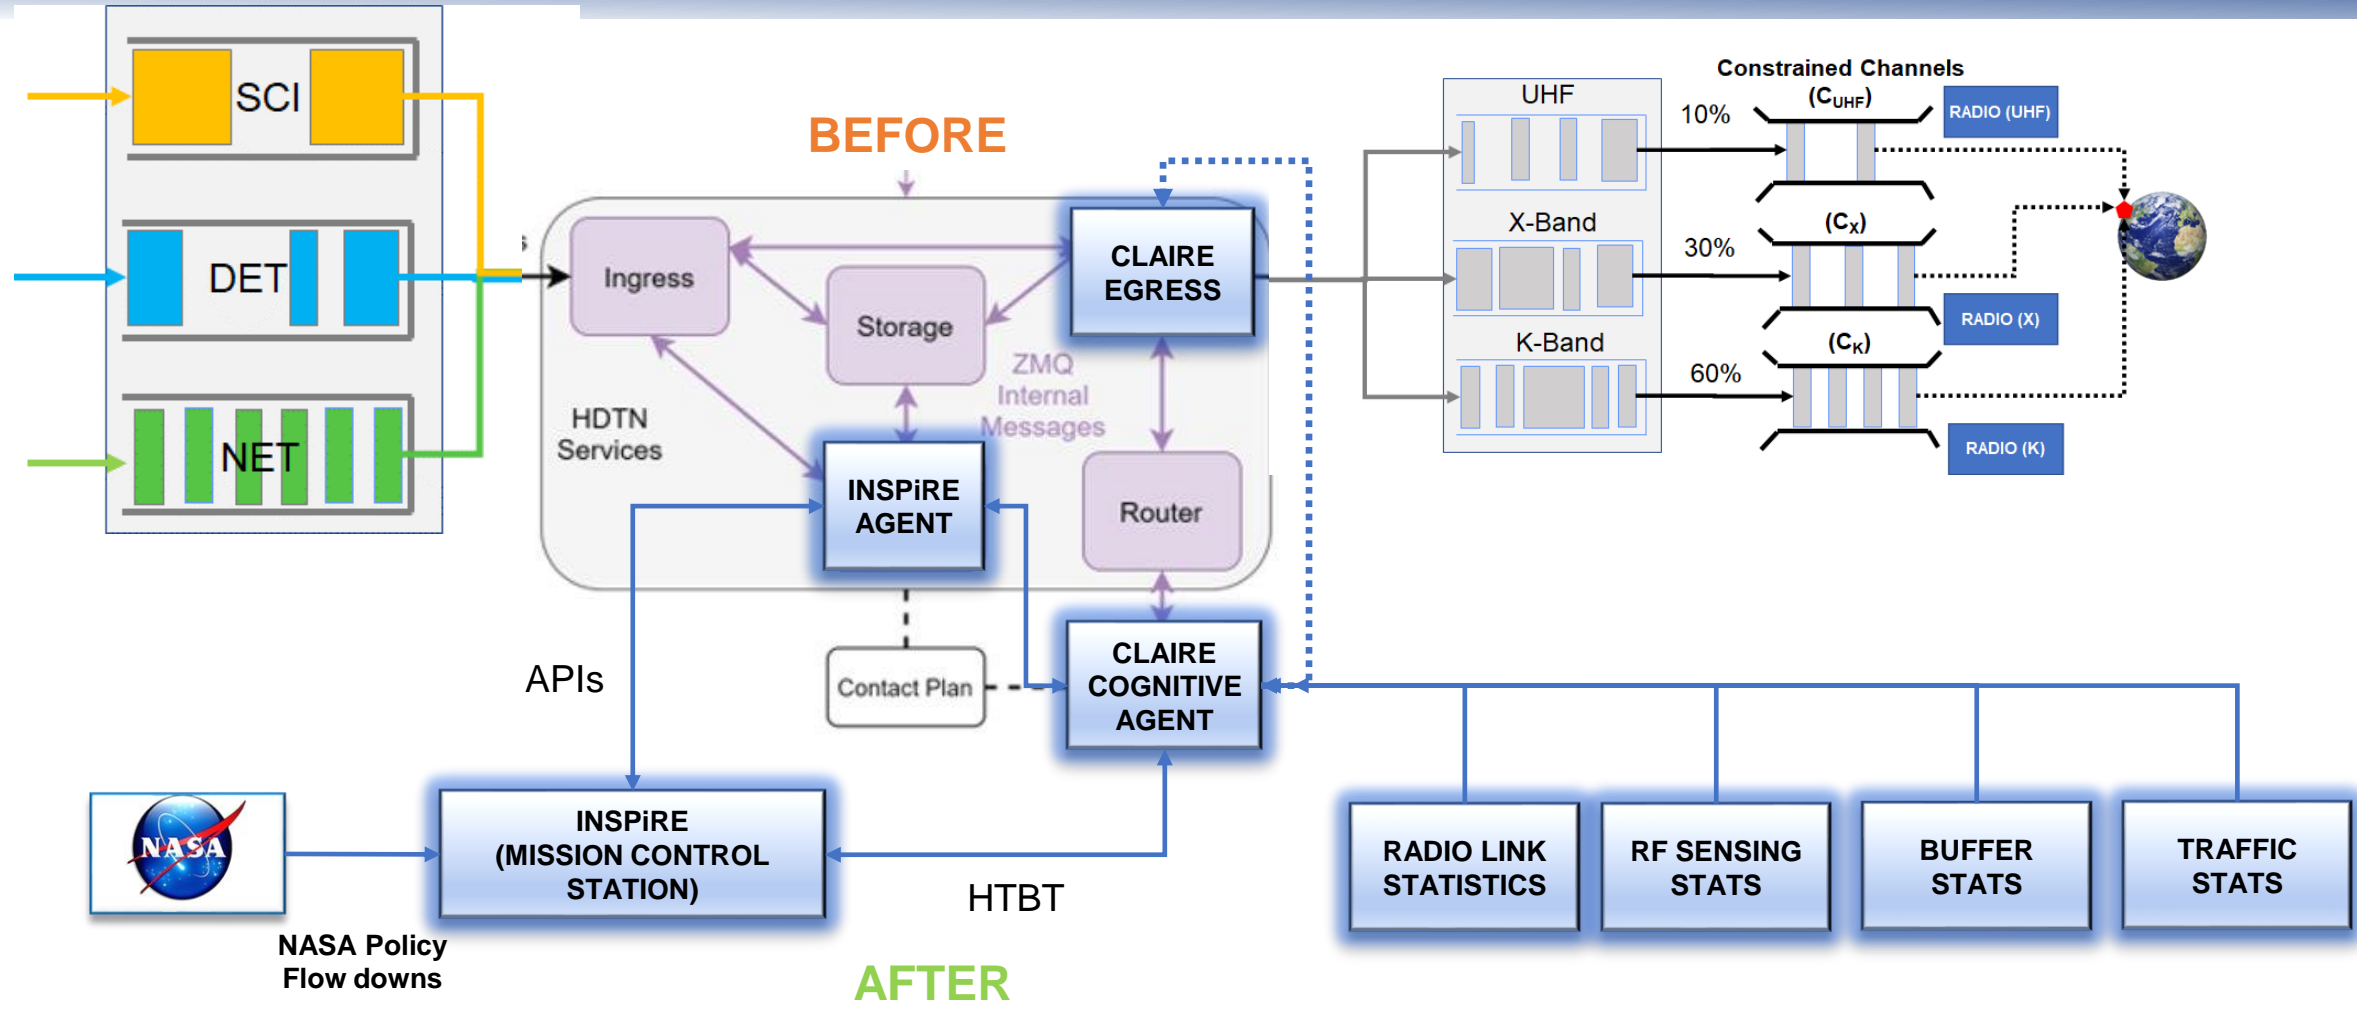 SCI
DET
NET
BEFORE
Ingress
Storage
CLAIRE
EGRESS
ZMQ
Internal
Messages
HDTN
Services
INSPiRE
AGENT
Router
CLAIRE
COGNITIVE
AGENT
Contact Plan
APIs
NASA
NASA Policy
Flow downs
INSPiRE
(MISSION CONTROL
STATION)
HTBT
AFTER
UHF
X-Band
K-Band
10%
30%
60%
Constrained Channels
(CUHF)
RADIO (UHF)
(CX)
RADIO (X)
(CK)
RADIO (K)
RADIO LINK
STATISTICS
RF SENSING
STATS
BUFFER
STATS
TRAFFIC
STATS